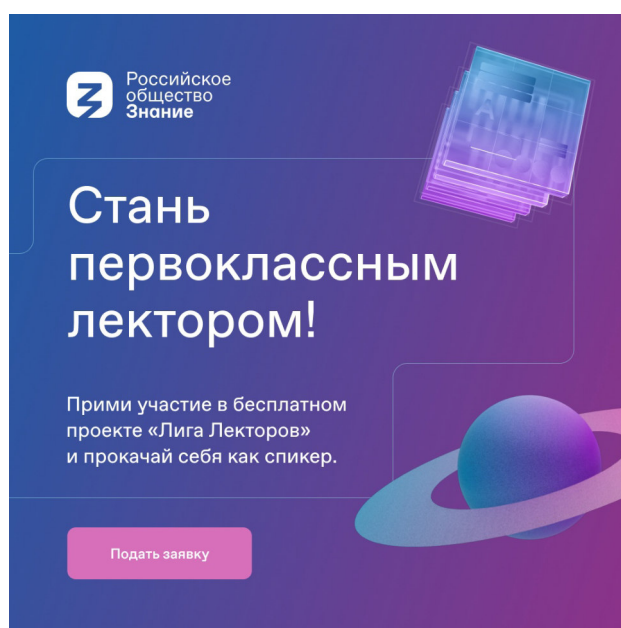 Российское
общество
Знание
Стань
первоклассным
лектором!
Прими участие в бесплатном
проекте «Лига Лекторов»
и прокачай себя как спикер.
Подать заявку